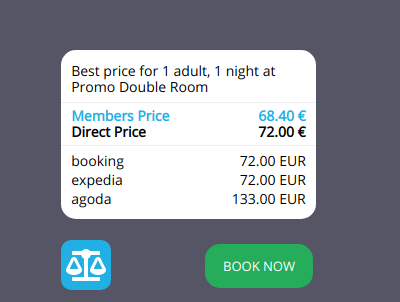 Best price for 1 adult, 1 night at
Promo Double Room
Members Price 68.40 €
Direct Price 72.00 €
booking 72.00 EUR
expedia 72.00 EUR
agoda 133.00 EUR
BOOK NOW